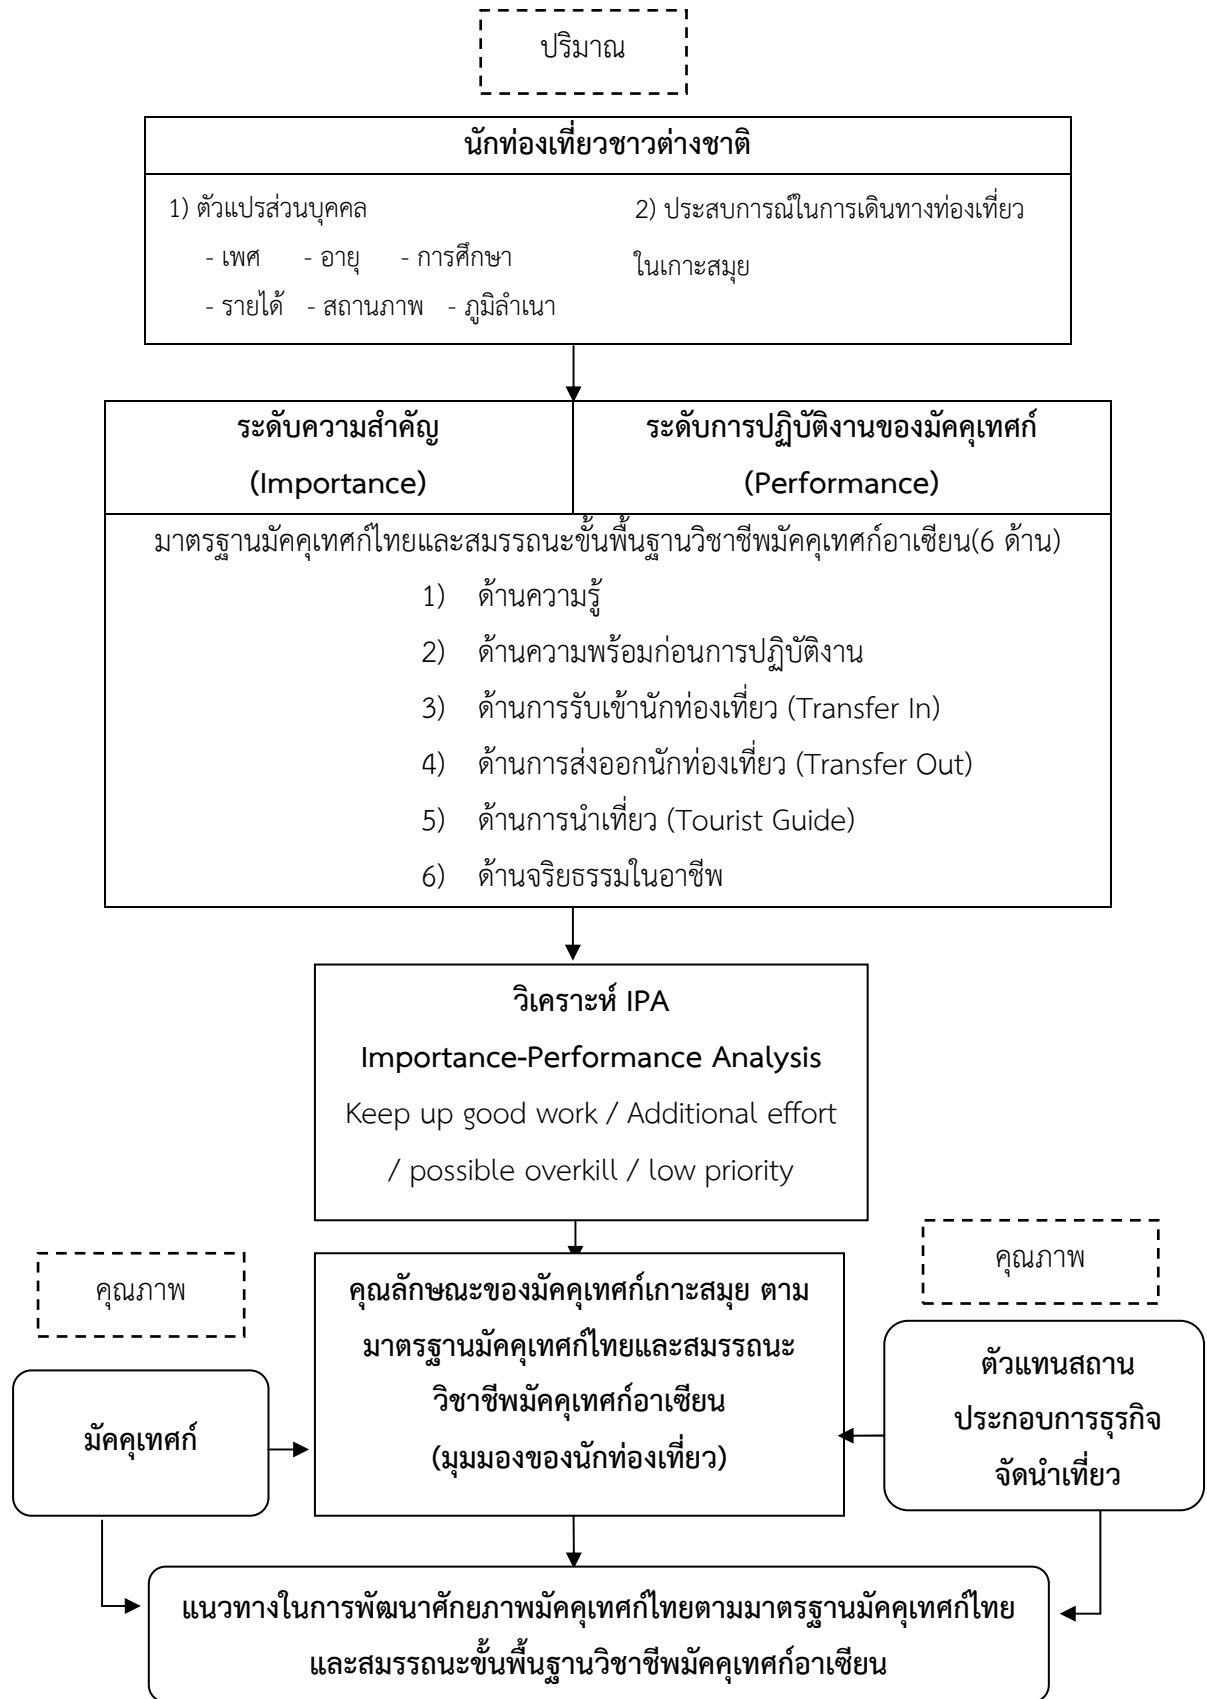 ปริมาณ
นักท่องเที่ยวชาวต่างชาติ
1) ตัวแปรส่วนบุคคล
- เพศ - อายุ - การศึกษา
- รายได้ - สถานภาพ - ภูมิลำเนา
2) ประสบการณ์ในการเดินทางท่องเที่ยว
ในเกาะสมุย
ระดับความสำคัญ
(Importance)
ระดับการปฏิบัติงานของมัคคุเทศก์
(Performance)
มาตรฐานมัคคุเทศก์ไทยและสมรรถนะขั้นพื้นฐานวิชาชีพมัคคุเทศก์อาเซียน(6 ด้าน)
1) ด้านความรู้
2) ด้านความพร้อมก่อนการปฏิบัติงาน
3) ด้านการรับเข้านักท่องเที่ยว (Transfer In)
4) ด้านการส่งออกนักท่องเที่ยว (Transfer Out)
5) ด้านการนำเที่ยว (Tourist Guide)
6) ด้านจริยธรรมในอาชีพ
วิเคราะห์ IPA
Importance-Performance Analysis
Keep up good work / Additional effort
/ possible overkill / low priority
คุณภาพ
มัคคุเทศก์
คุณลักษณะของมัคคุเทศก์เกาะสมุย ตาม
มาตรฐานมัคคุเทศก์ไทยและสมรรถนะ
วิชาชีพมัคคุเทศก์อาเซียน
(มุมมองของนักท่องเที่ยว)
คุณภาพ
ตัวแทนสถาน
ประกอบการธุรกิจ
จัดนำเที่ยว
แนวทางในการพัฒนาศักยภาพมัคคุเทศก์ไทยตามมาตรฐานมัคคุเทศก์ไทย
และสมรรถนะขั้นพื้นฐานวิชาชีพมัคคุเทศก์อาเซียน